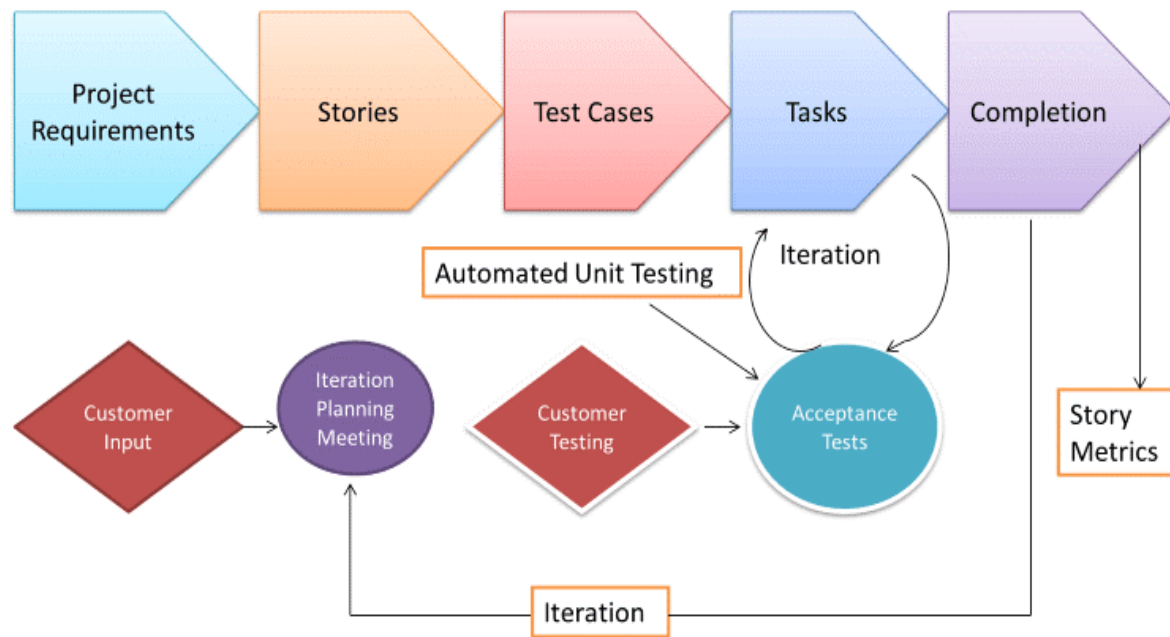 Project
Requirements
Stories
Test Cases
Tasks
Completion
Automated Unit Testing
Iteration
Customer
Input
Iteration
Planning
Meeting
Customer
Testing
Acceptance
Tests
Story
Metrics
Iteration